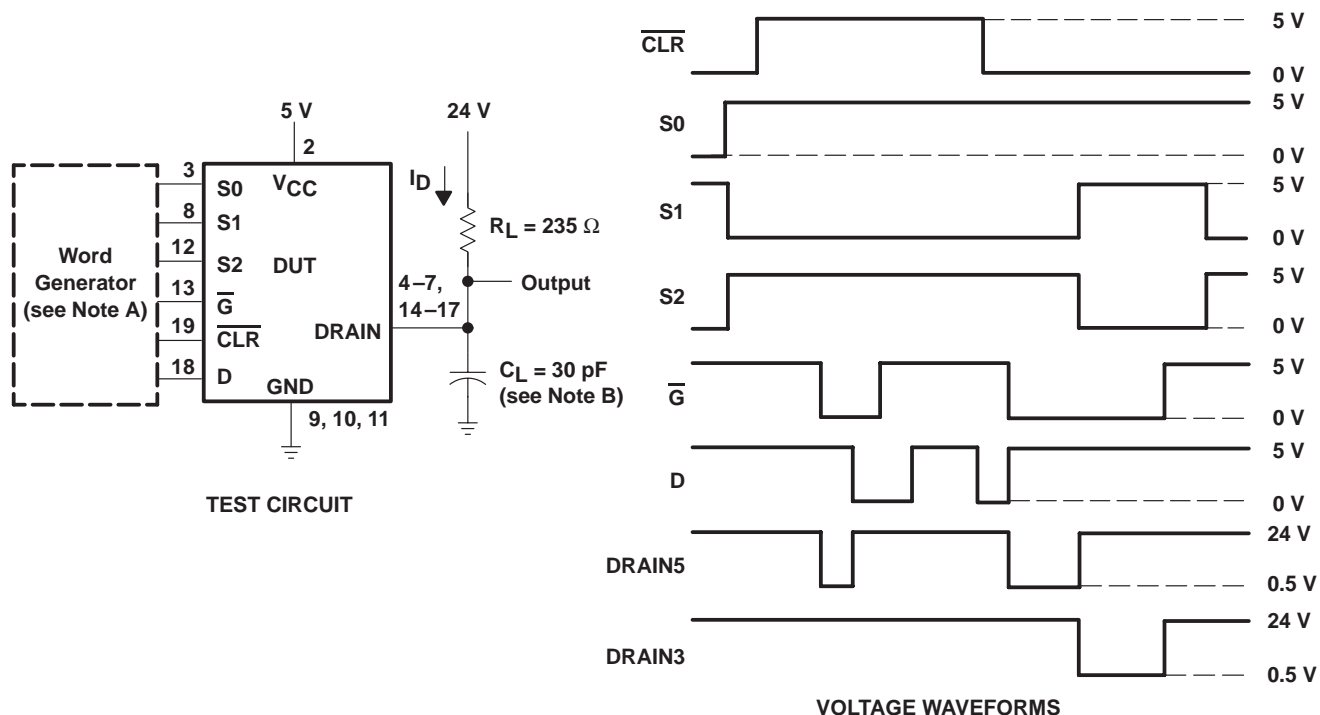 5 V
24 V
2
Word
Generator
(see Note A)
3
8
12
13
19
18
S0
S1
S2
G
CLR
D
VCC
DUT
DRAIN
GND
9, 10, 11
4–7,
14–17
ID
RL = 235 Ω
Output
CL = 30 pF
(see Note B)
TEST CIRCUIT
CLR
5 V
0 V
S0
5 V
0 V
S1
5 V
0 V
S2
5 V
0 V
G
5 V
0 V
D
5 V
0 V
DRAIN5
24 V
0.5 V
DRAIN3
24 V
0.5 V
VOLTAGE WAVEFORMS